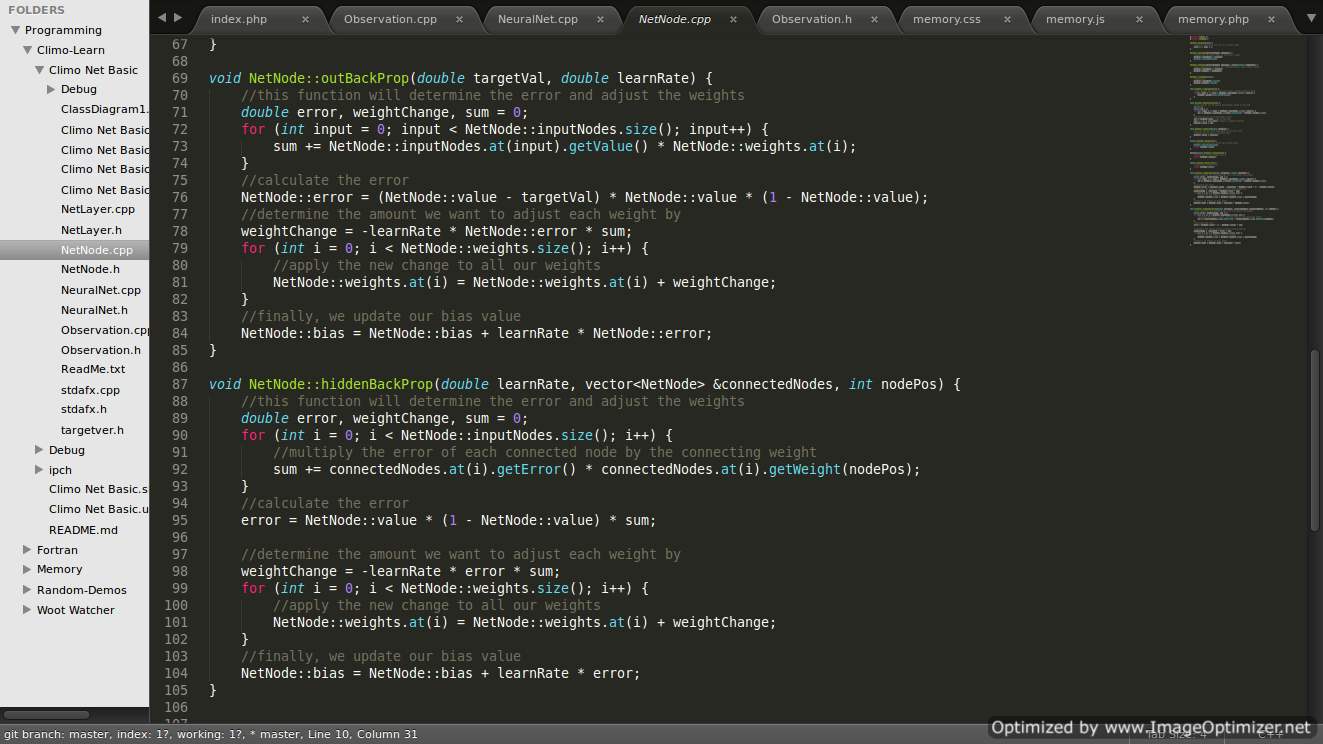 FOLDERS
Programming
Climo-Learn
Climo Net Basic
Debug
ClassDiagram1.
Climo Net Basic
Climo Net Basic
Climo Net Basic
Climo Net Basic
NetLayer.cpp
NetLayer.h
NetNode.cpp
NetNode.h
NeuralNet.cpp
NeuralNet.h
Observation.cpp
Observation.h
ReadMe.txt
stdafx.cpp
stdafx.h
targetver.h
Debug
ipch
Climo Net Basic.s
Climo Net Basic.u
README.md
Fortran
Memory
Random-Demos
Woot Watcher
index.php × Observation.cpp × NeuralNet.cpp × NetNode.cpp × Observation.h × memory.css × memory.js × memory.php ×
67 }
68
69 void NetNode::outBackProp(double targetVal, double learnRate) {
70 //this function will determine the error and adjust the weights
71 double error, weightChange, sum = 0;
72 for (int input = 0; input < NetNode::inputNodes.size(); input++) {
73 sum += NetNode::inputNodes.at(input).getValue() * NetNode::weights.at(i);
74 }
75 //calculate the error
76 NetNode::error = (NetNode::value - targetVal) * NetNode::value * (1 - NetNode::value);
77 //determine the amount we want to adjust each weight by
78 weightChange = -learnRate * NetNode::error * sum;
79 for (int i = 0; i < NetNode::weights.size(); i++) {
80 //apply the new change to all our weights
81 NetNode::weights.at(i) = NetNode::weights.at(i) + weightChange;
82 }
83 //finally, we update our bias value
84 NetNode::bias = NetNode::bias + learnRate * NetNode::error;
85 }
86
87 void NetNode::hiddenBackProp(double learnRate, vector<NetNode> &connectedNodes, int nodePos) {
88 //this function will determine the error and adjust the weights
89 double error, weightChange, sum = 0;
90 for (int i = 0; i < NetNode::inputNodes.size(); i++) {
91 //multiply the error of each connected node by the connecting weight
92 sum += connectedNodes.at(i).getError() * connectedNodes.at(i).getWeight(nodePos);
93 }
94 //calculate the error
95 error = NetNode::value * (1 - NetNode::value) * sum;
96
97 //determine the amount we want to adjust each weight by
98 weightChange = -learnRate * error * sum;
99 for (int i = 0; i < NetNode::weights.size(); i++) {
100 //apply the new change to all our weights
101 NetNode::weights.at(i) = NetNode::weights.at(i) + weightChange;
102 }
103 //finally, we update our bias value
104 NetNode::bias = NetNode::bias + learnRate * error;
105 }
106
107
git branch: master, index: 1?, working: 1?, * master, Line 10, Column 31
Tab Size: 4 C++
Optimized by www.ImageOptimizer.net